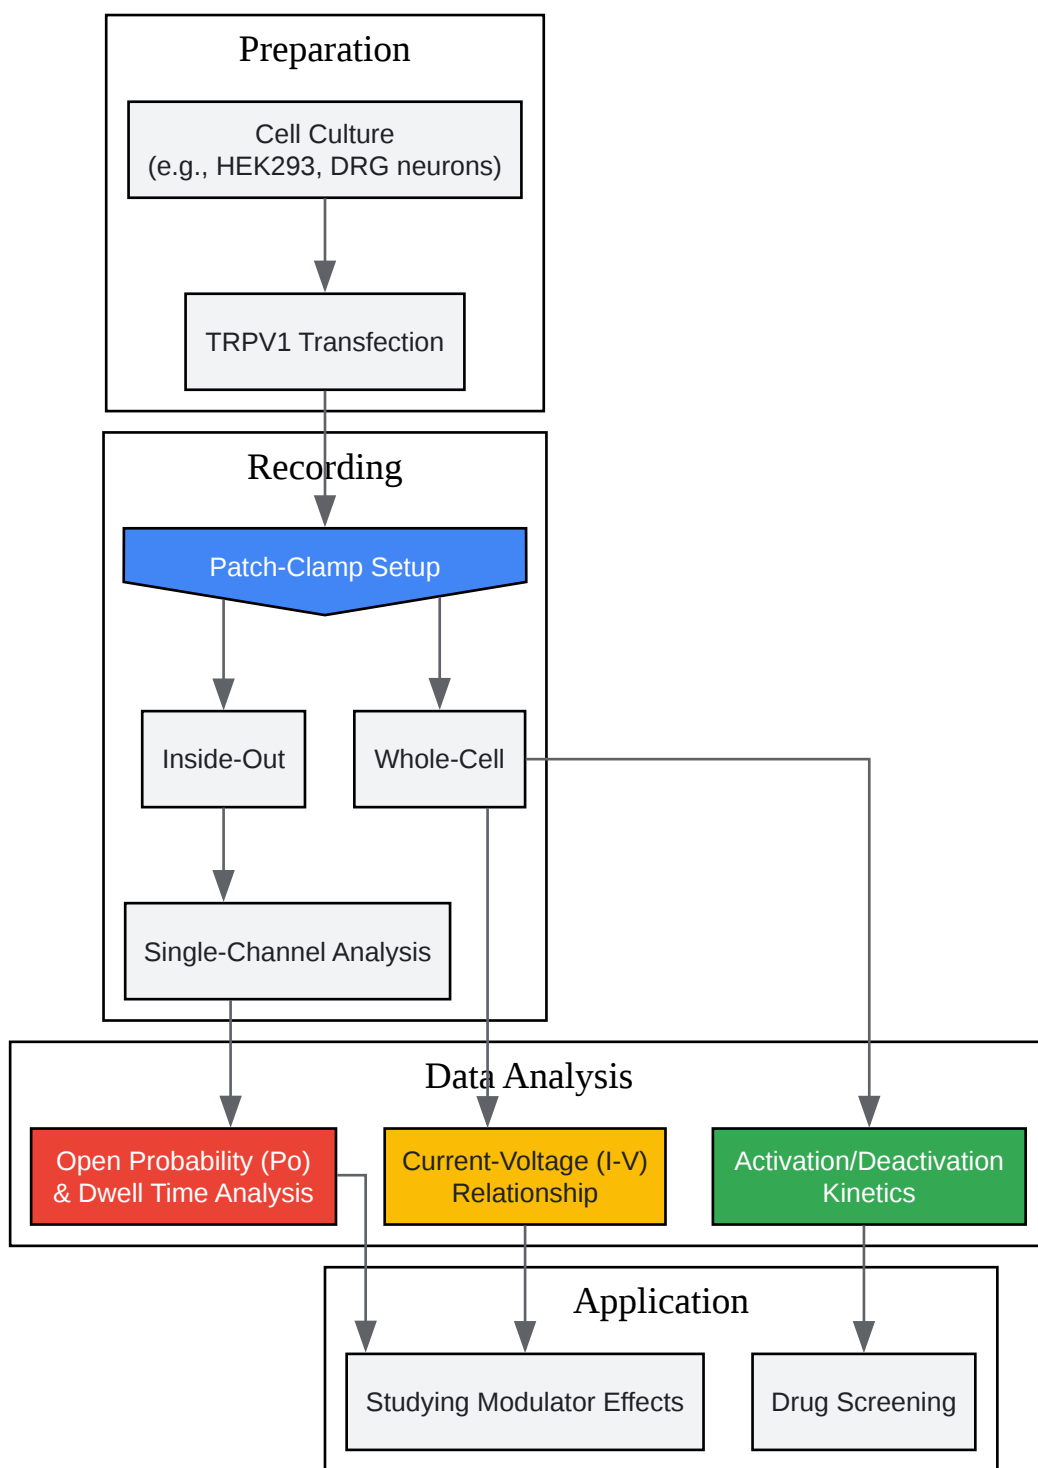 Preparation
Cell Culture
(e.g., HEK293, DRG neurons)
TRPV1 Transfection
Recording
Patch-Clamp Setup
Inside-Out
Whole-Cell
Single-Channel Analysis
Data Analysis
Open Probability (Po)
& Dwell Time Analysis
Current-Voltage (I-V)
Relationship
Activation/Deactivation
Kinetics
Application
Studying Modulator Effects
Drug Screening